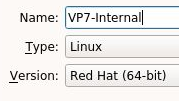 Name: VP7-Internal
Type: Linux
Version: Red Hat (64-bit)